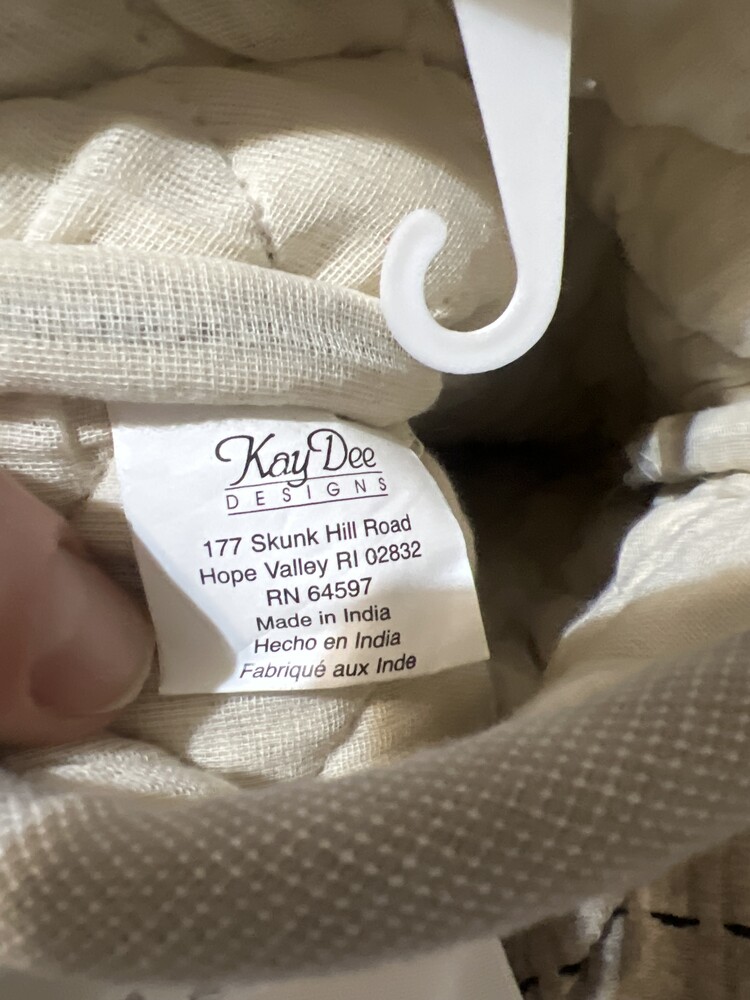 Kay Dee
DESIGNS
177 Skunk Hill Road
Hope Valley RI 02832
RN 64597
Made in India
Hecho en India
Fabriqué aux Inde